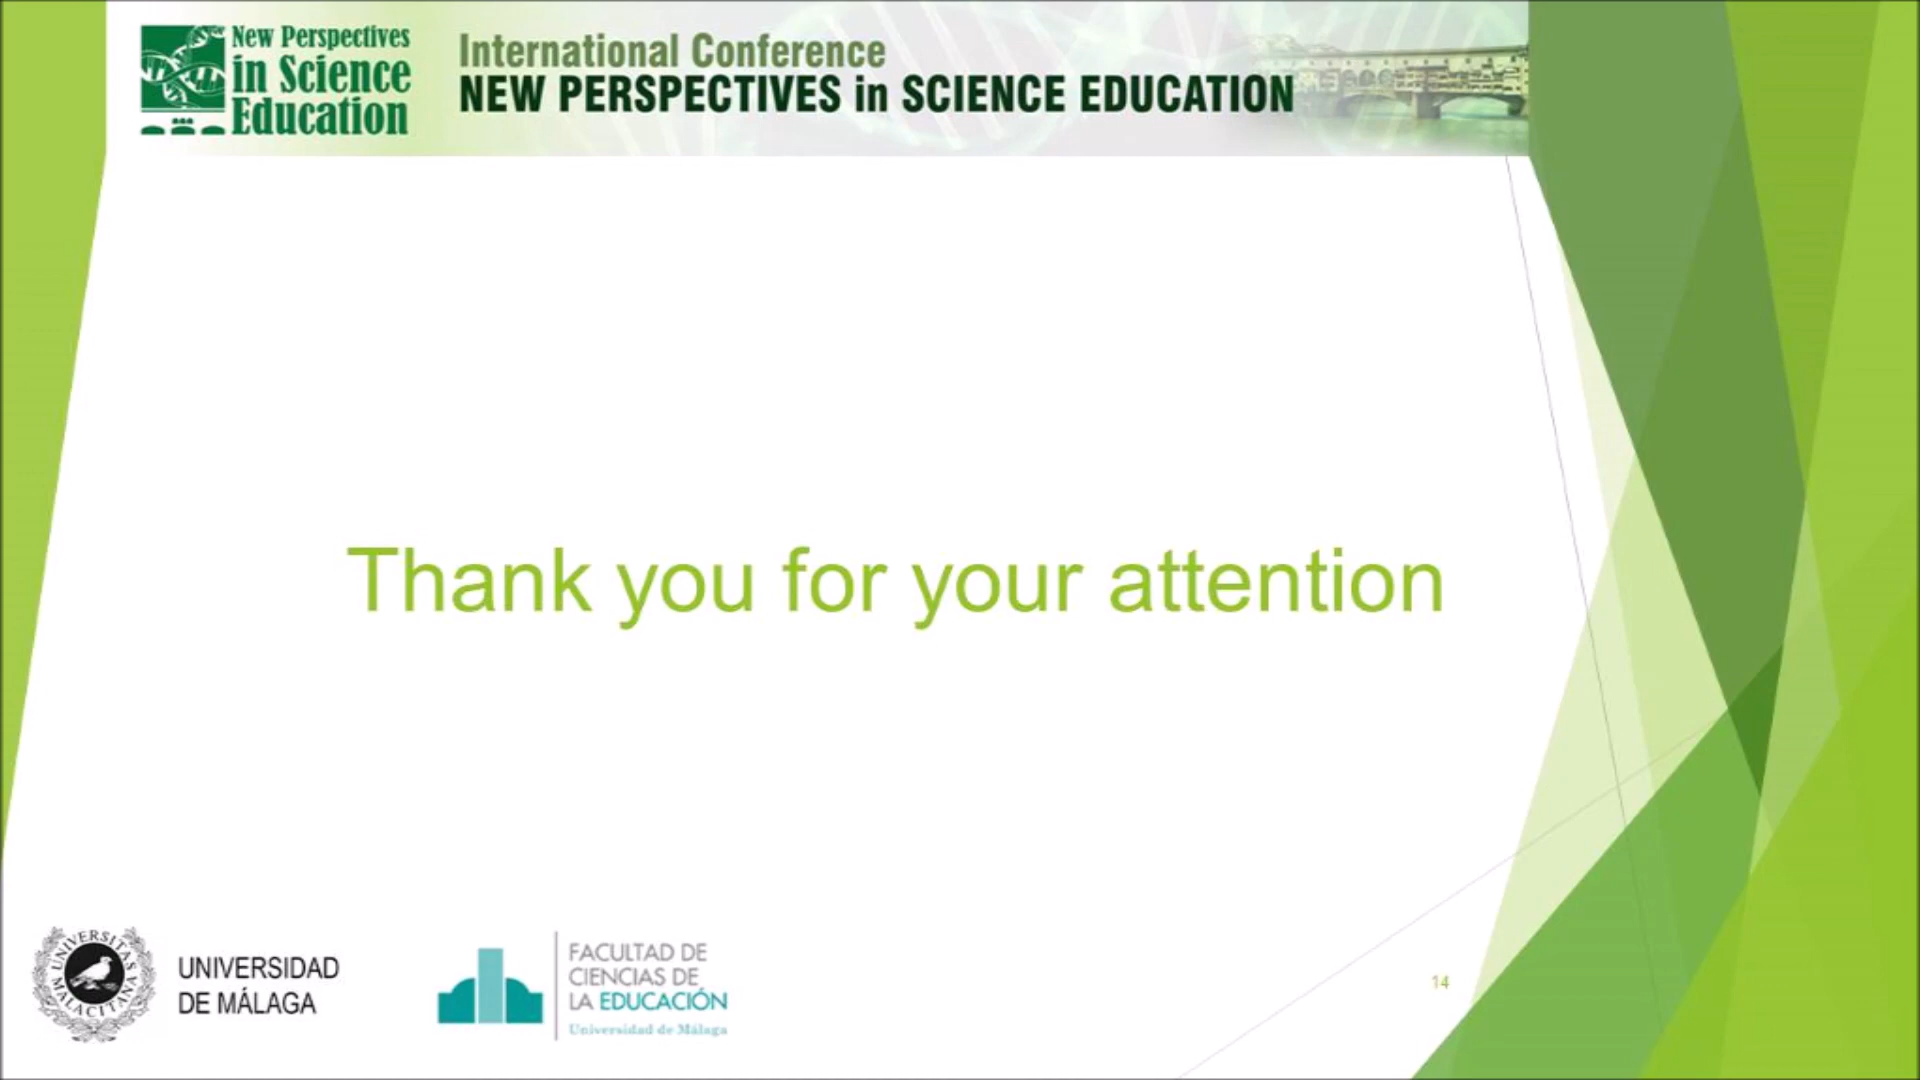 New Perspectives
in Science
Education
International Conference
NEW PERSPECTIVES in SCIENCE EDUCATION
Thank you for your attention
UNIVERSITAS
MALACITANA
UNIVERSIDAD
DE MÁLAGA
FACULTAD DE
CIENCIAS DE
LA EDUCACIÓN
Universidad de Málaga
14